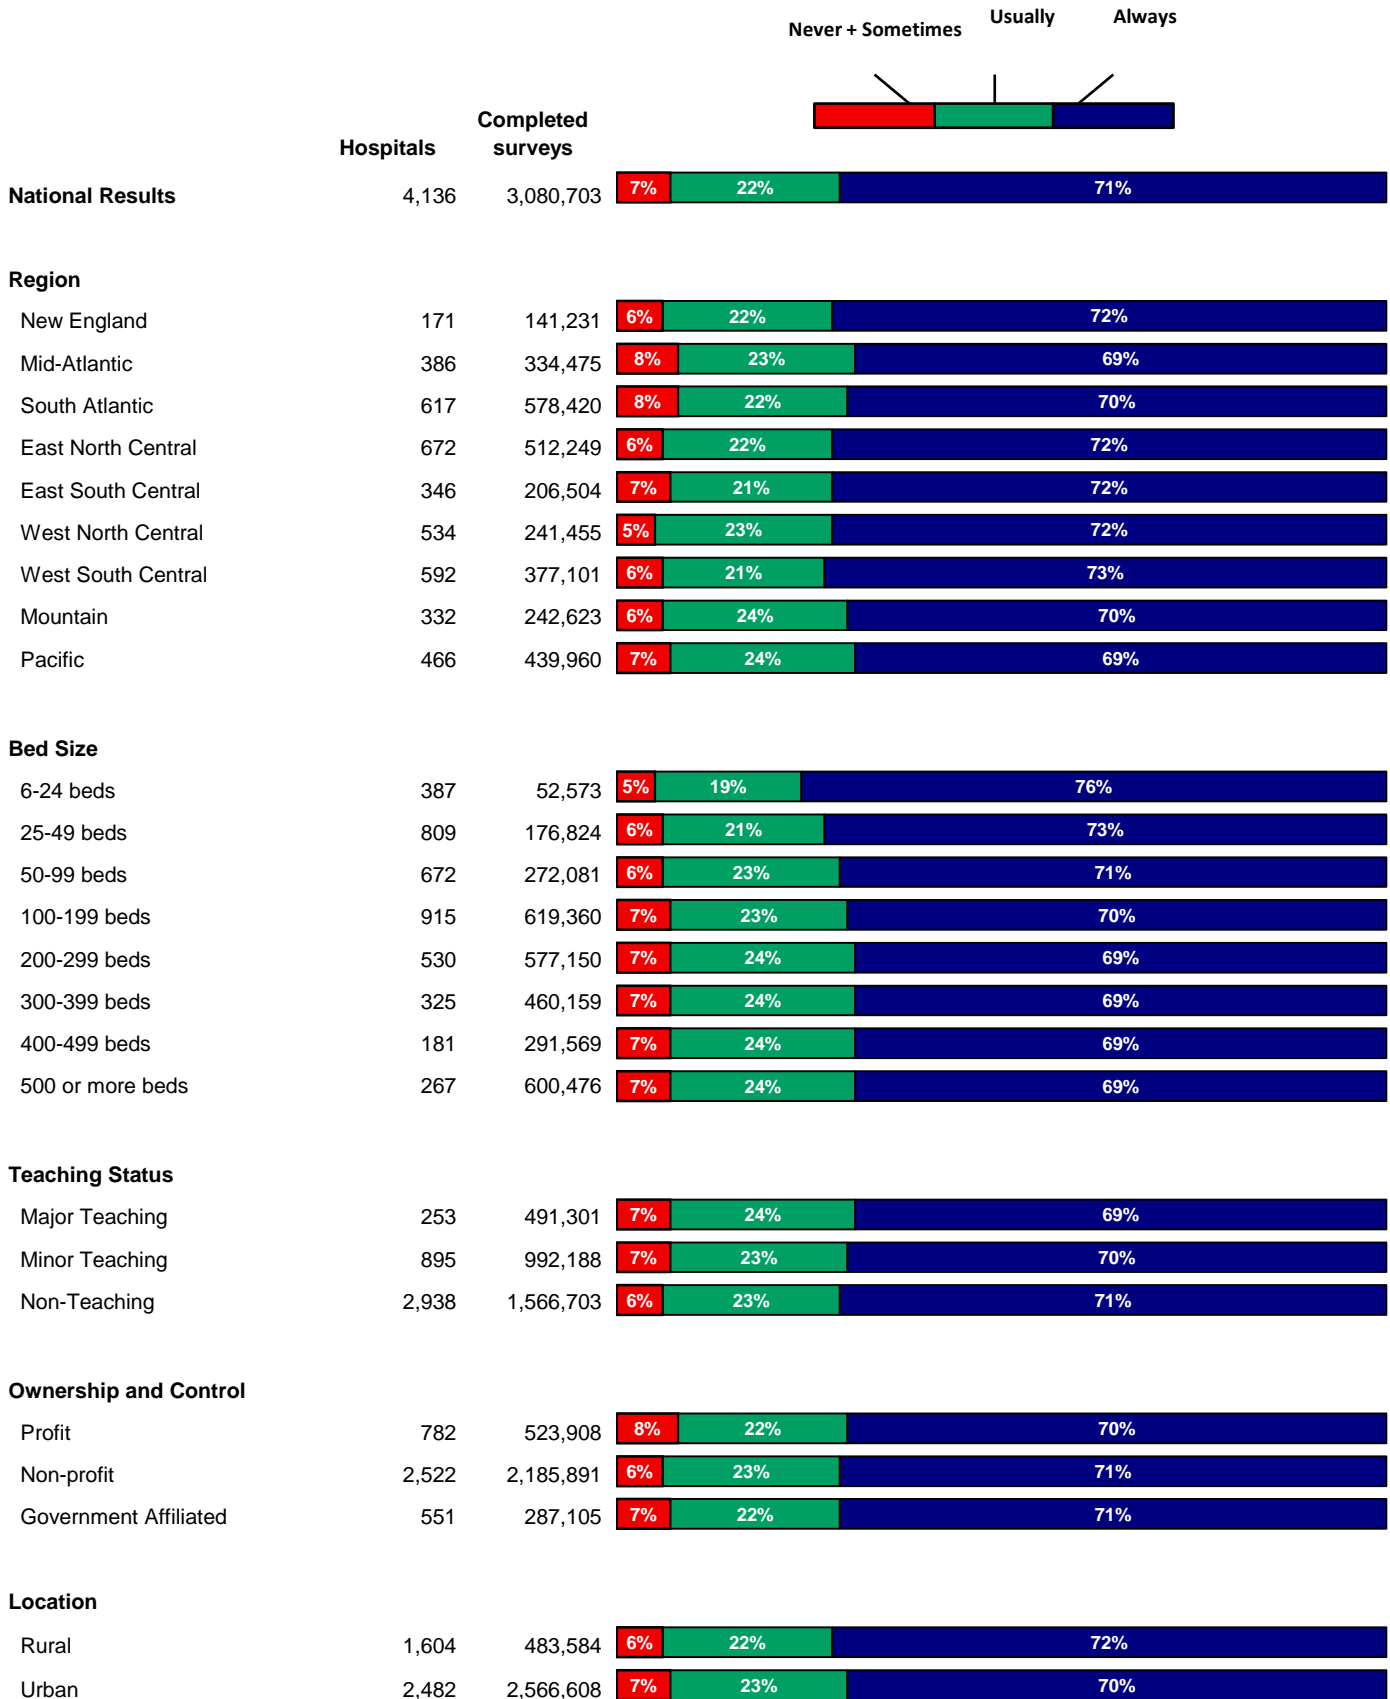 Never + Sometimes Usually Always
Hospitals Completed surveys
National Results 4,136 3,080,703 7% 22% 71%
Region
New England 171 141,231 6% 22% 72%
Mid-Atlantic 386 334,475 8% 23% 69%
South Atlantic 617 578,420 8% 22% 70%
East North Central 672 512,249 6% 22% 72%
East South Central 346 206,504 7% 21% 72%
West North Central 534 241,455 5% 23% 72%
West South Central 592 377,101 6% 21% 73%
Mountain 332 242,623 6% 24% 70%
Pacific 466 439,960 7% 24% 69%
Bed Size
6-24 beds 387 52,573 5% 19% 76%
25-49 beds 809 176,824 6% 21% 73%
50-99 beds 672 272,081 6% 23% 71%
100-199 beds 915 619,360 7% 23% 70%
200-299 beds 530 577,150 7% 24% 69%
300-399 beds 325 460,159 7% 24% 69%
400-499 beds 181 291,569 7% 24% 69%
500 or more beds 267 600,476 7% 24% 69%
Teaching Status
Major Teaching 253 491,301 7% 24% 69%
Minor Teaching 895 992,188 7% 23% 70%
Non-Teaching 2,938 1,566,703 6% 23% 71%
Ownership and Control
Profit 782 523,908 8% 22% 70%
Non-profit 2,522 2,185,891 6% 23% 71%
Government Affiliated 551 287,105 7% 22% 71%
Location
Rural 1,604 483,584 6% 22% 72%
Urban 2,482 2,566,608 7% 23% 70%